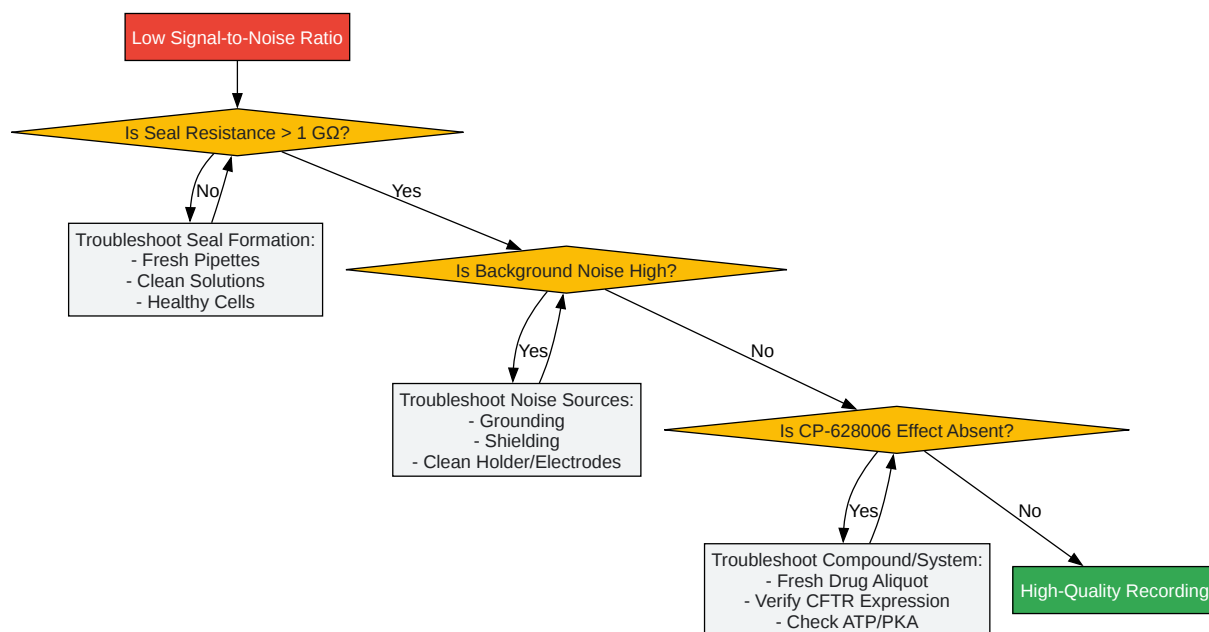 Low Signal-to-Noise Ratio
Is Seal Resistance > 1 GΩ?
No
Yes
Troubleshoot Seal Formation:
- Fresh Pipettes
- Clean Solutions
- Healthy Cells
Is Background Noise High?
Yes
No
Troubleshoot Noise Sources:
- Grounding
- Shielding
- Clean Holder/Electrodes
Is CP-628006 Effect Absent?
Yes
No
Troubleshoot Compound/System:
- Fresh Drug Aliquot
- Verify CFTR Expression
- Check ATP/PKA
High-Quality Recording